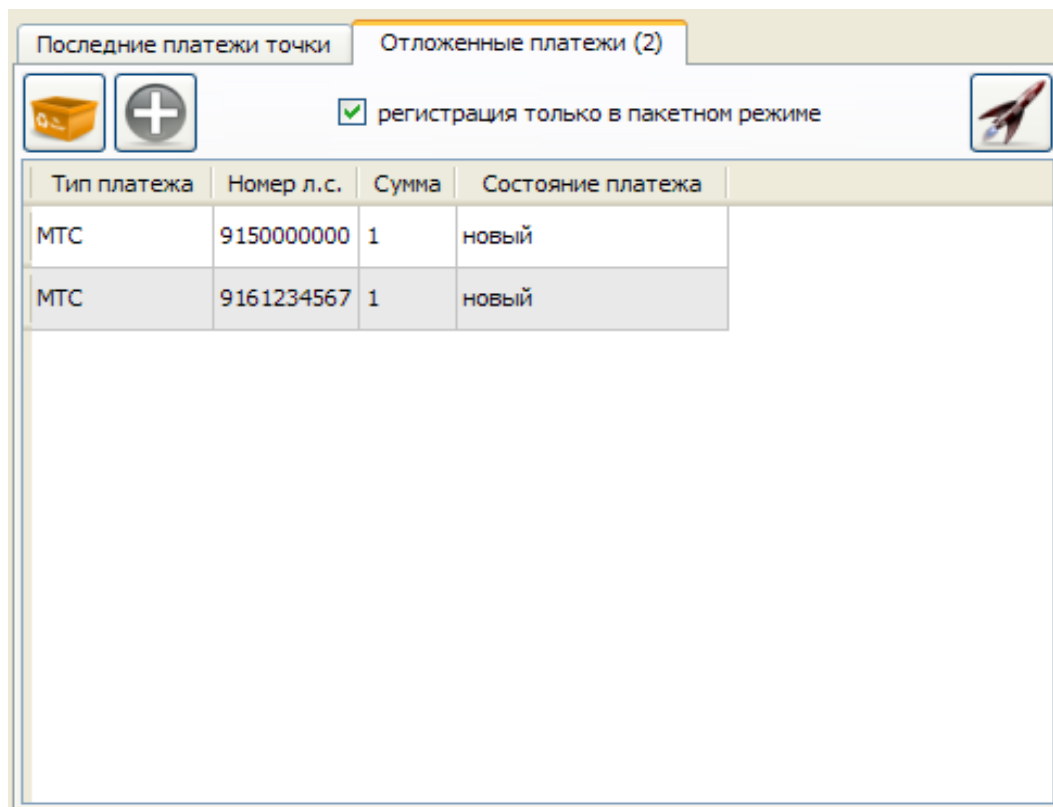 Последние платежи точки Отложенные платежи (2)
регистрация только в пакетном режиме
Тип платежа Номер л.с. Сумма Состояние платежа
МТС 9150000000 1 новый
МТС 9161234567 1 новый